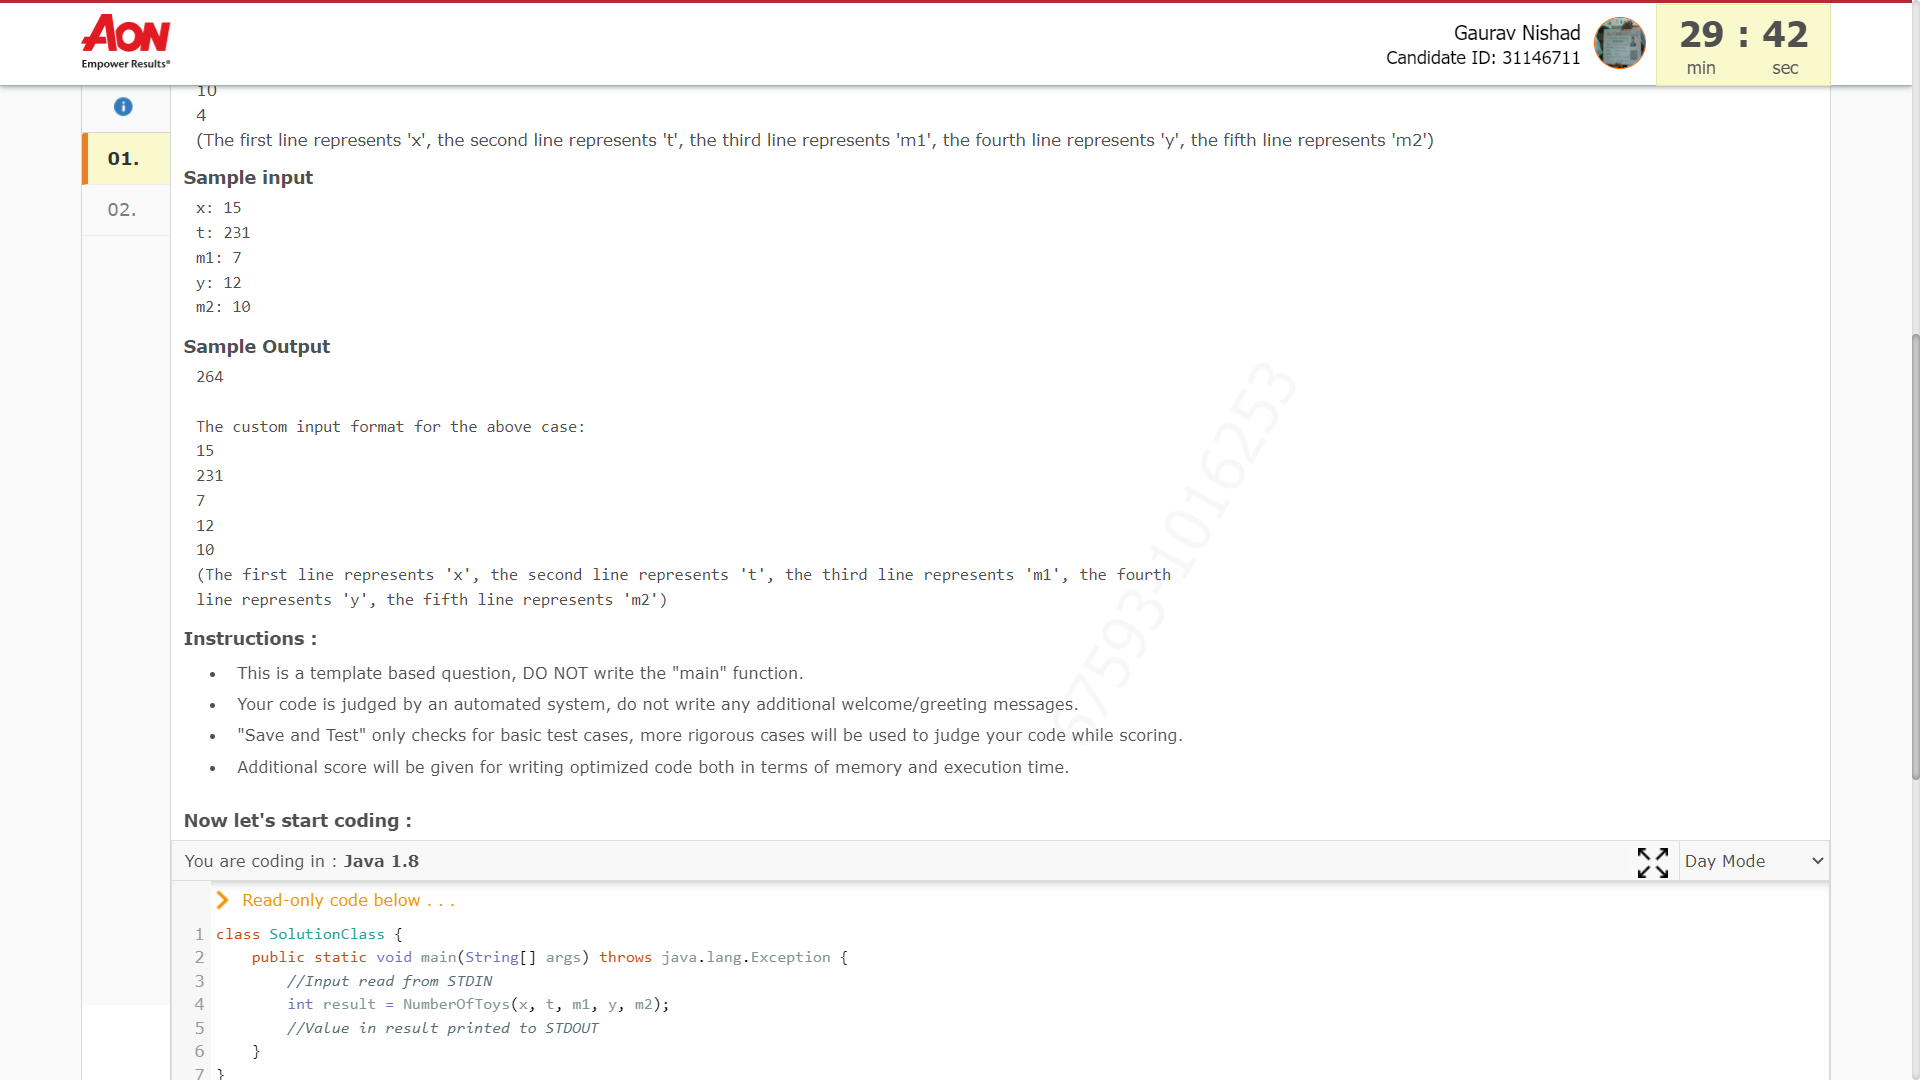 AON
Empower Results®
Gaurav Nishad
Candidate ID: 31146711
29 : 42
min sec
01.
02.
10
4
(The first line represents 'x', the second line represents 't', the third line represents 'm1', the fourth line represents 'y', the fifth line represents 'm2')
Sample input
x: 15
t: 231
m1: 7
y: 12
m2: 10
Sample Output
264
The custom input format for the above case:
15
231
7
12
10
(The first line represents 'x', the second line represents 't', the third line represents 'm1', the fourth
line represents 'y', the fifth line represents 'm2')
67593-1016253
Instructions :
• This is a template based question, DO NOT write the "main" function.
• Your code is judged by an automated system, do not write any additional welcome/greeting messages.
• "Save and Test" only checks for basic test cases, more rigorous cases will be used to judge your code while scoring.
• Additional score will be given for writing optimized code both in terms of memory and execution time.
Now let's start coding :
You are coding in : Java 1.8
Day Mode
Read-only code below . . .
1 class SolutionClass {
2     public static void main(String[] args) throws java.lang.Exception {
3         //Input read from STDIN
4         int result = NumberOfToys(x, t, m1, y, m2);
5         //Value in result printed to STDOUT
6     }
7 }